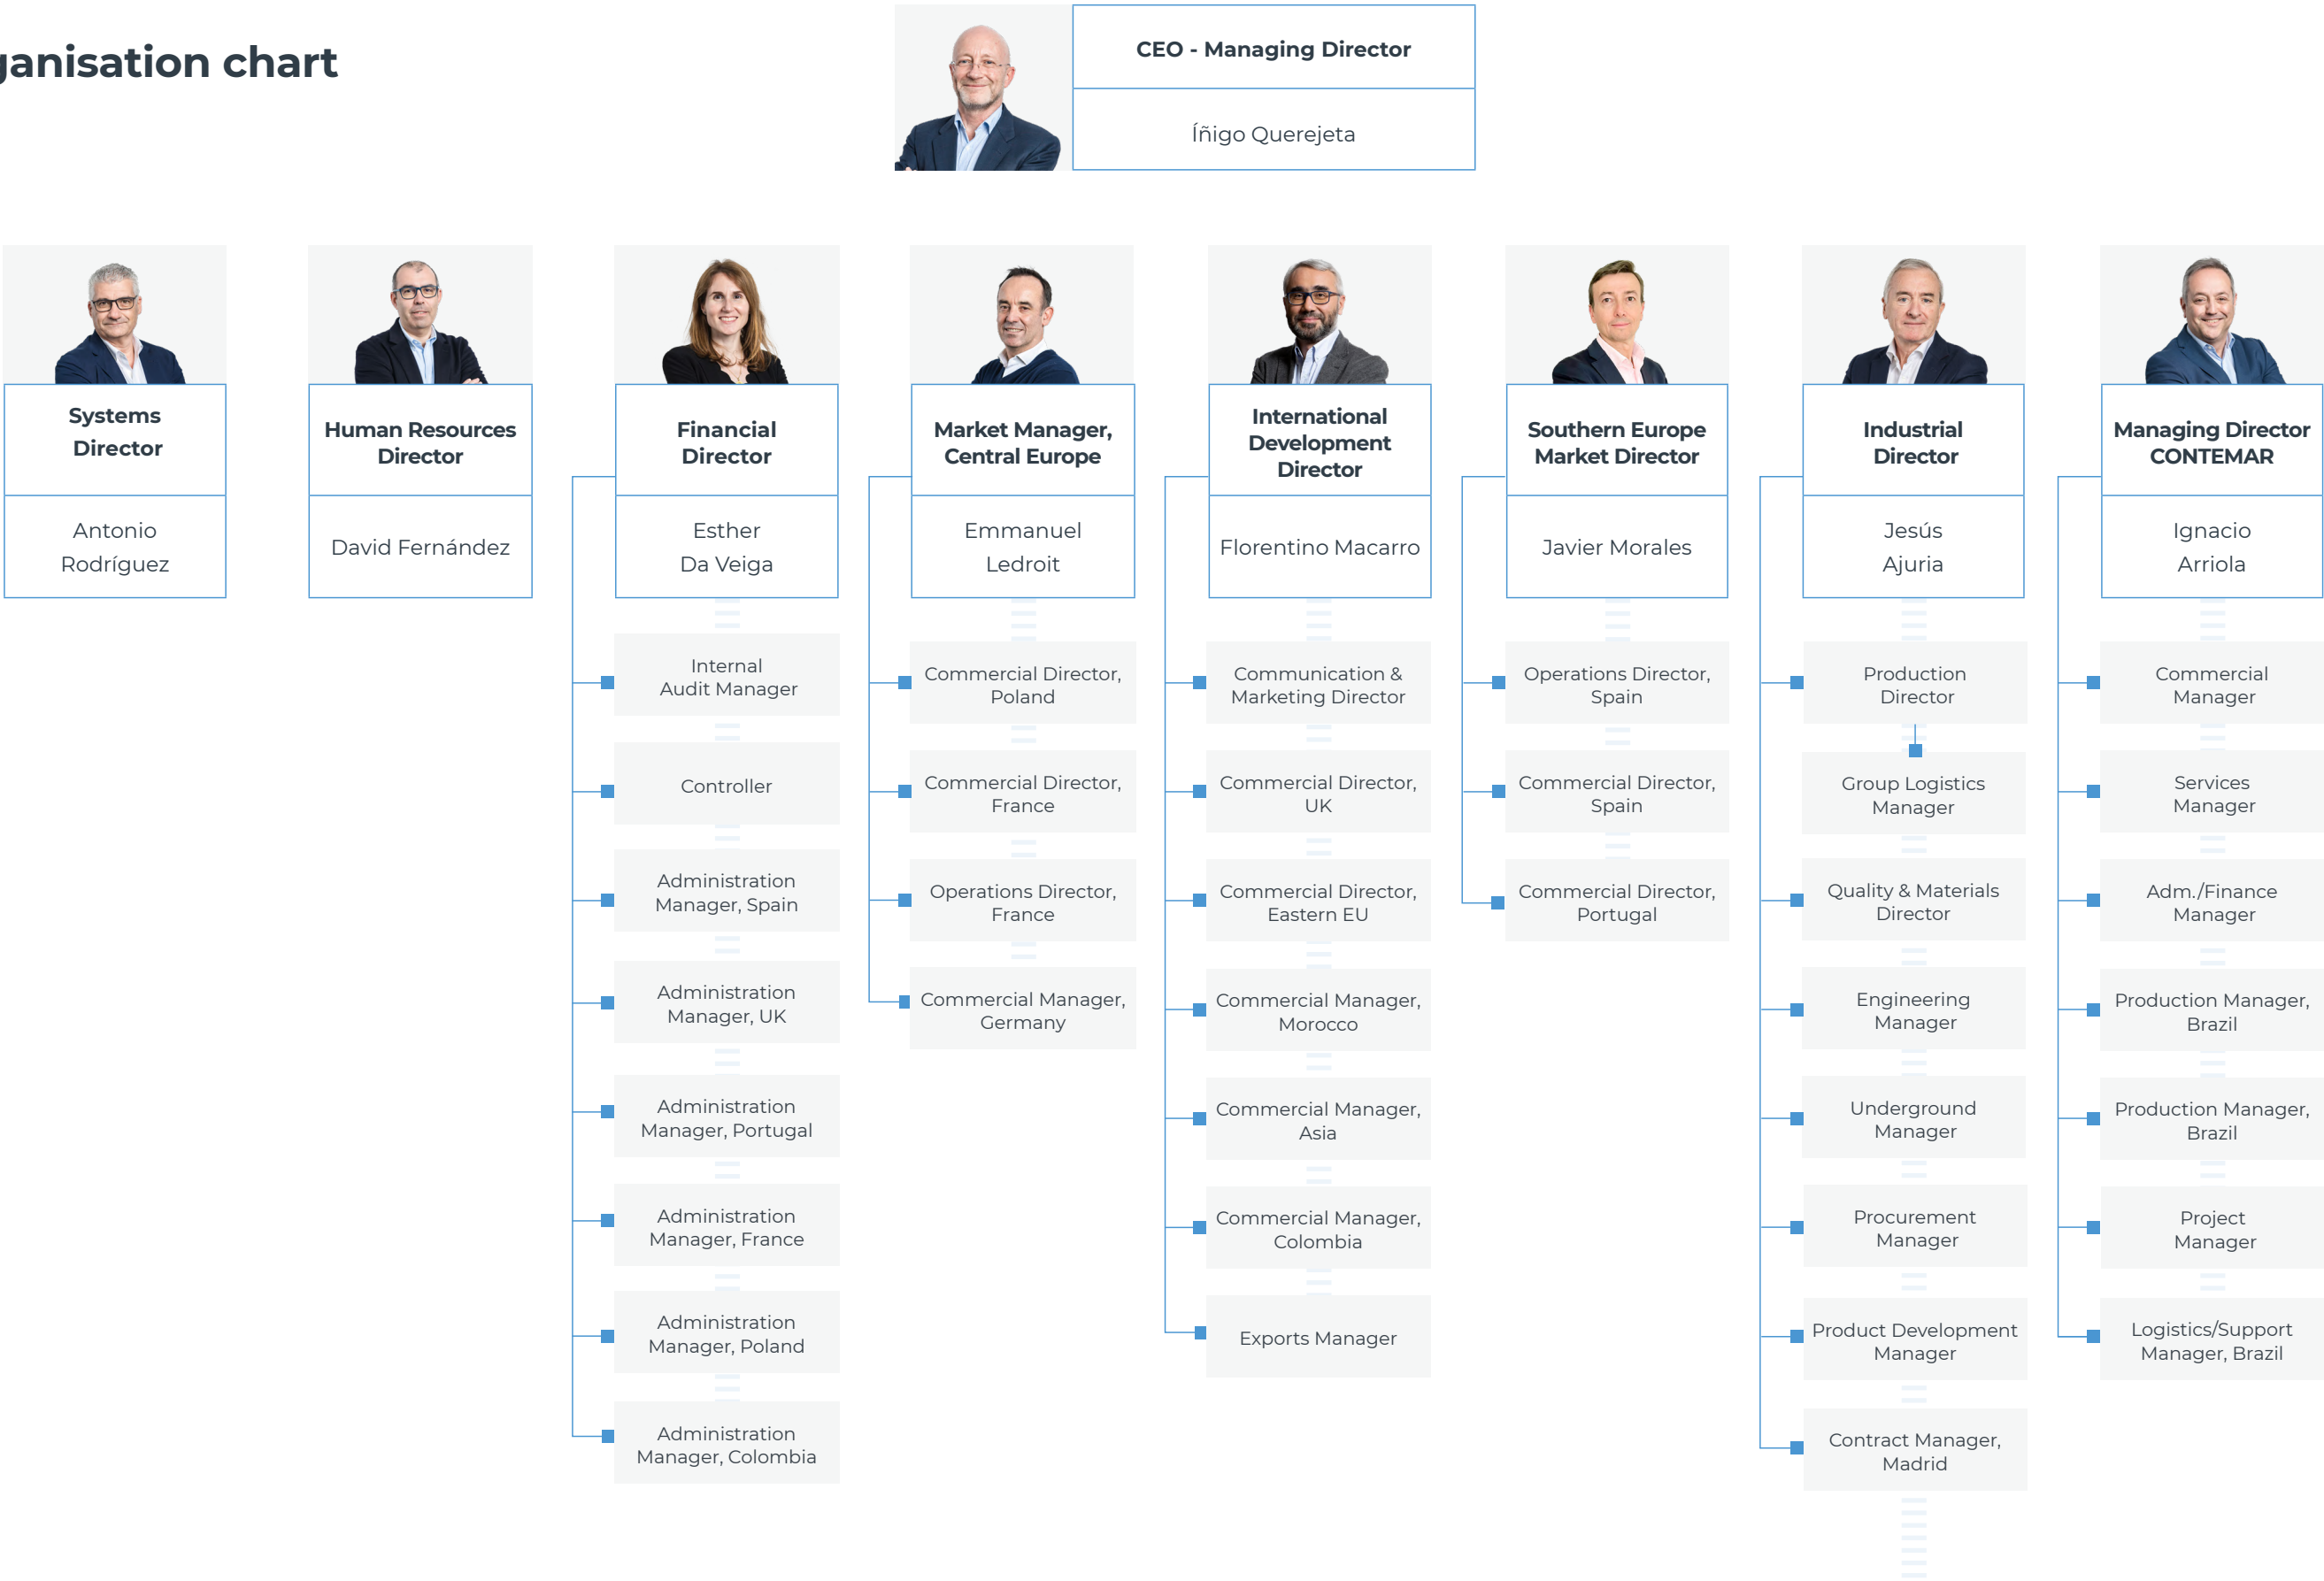 ganisation chart
CEO - Managing Director
Íñigo Querejeta
Systems
Director
Antonio
Rodríguez
Human Resources
Director
David Fernández
Financial
Director
Esther
Da Veiga
Internal
Audit Manager
Controller
Administration
Manager, Spain
Administration
Manager, UK
Administration
Manager, Portugal
Administration
Manager, France
Administration
Manager, Poland
Administration
Manager, Colombia
Market Manager,
Central Europe
Emmanuel
Ledroit
Commercial Director,
Poland
Commercial Director,
France
Operations Director,
France
Commercial Manager,
Germany
International
Development
Director
Florentino Macarro
Communication &
Marketing Director
Commercial Director,
UK
Commercial Director,
Eastern EU
Commercial Manager,
Morocco
Commercial Manager,
Asia
Commercial Manager,
Colombia
Exports Manager
Southern Europe
Market Director
Javier Morales
Operations Director,
Spain
Commercial Director,
Spain
Commercial Director,
Portugal
Industrial
Director
Jesús
Ajuria
Production
Director
Group Logistics
Manager
Quality & Materials
Director
Engineering
Manager
Underground
Manager
Procurement
Manager
Product Development
Manager
Contract Manager,
Madrid
Managing Director
CONTEMAR
Ignacio
Arriola
Commercial
Manager
Services
Manager
Adm./Finance
Manager
Production Manager,
Brazil
Production Manager,
Brazil
Project
Manager
Logistics/Support
Manager, Brazil